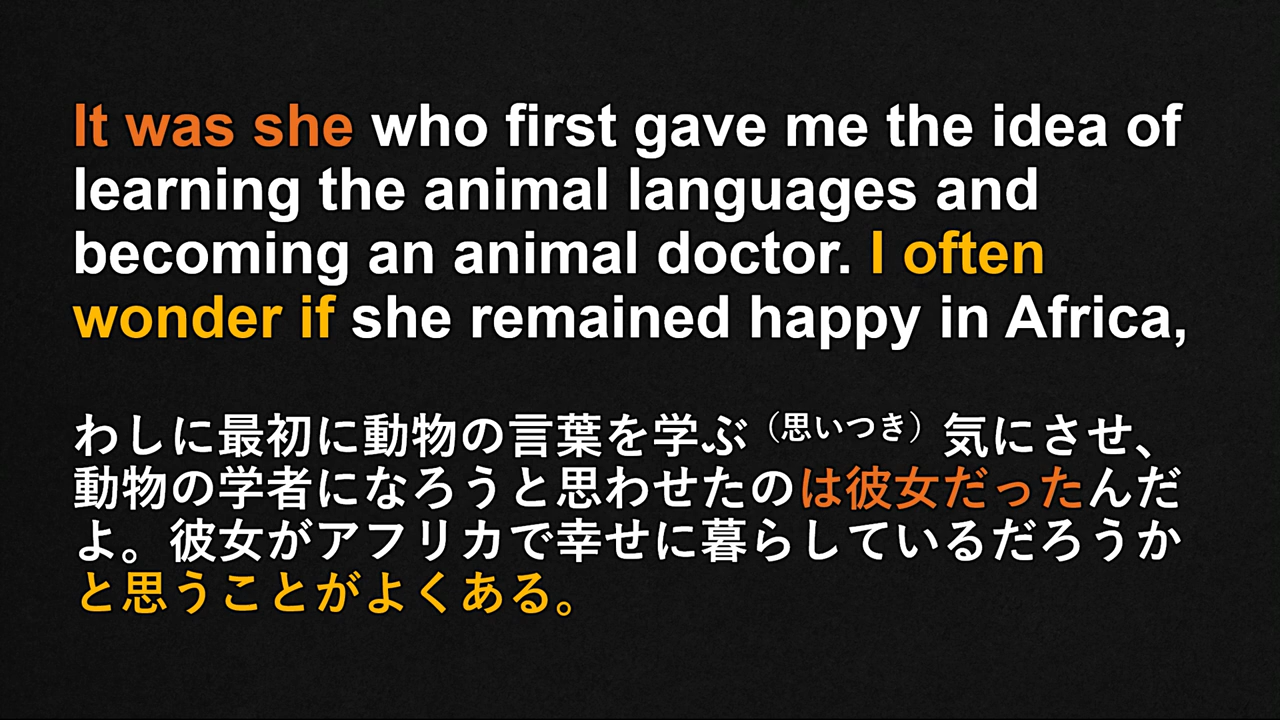 It was she who first gave me the idea of
learning the animal languages and
becoming an animal doctor. I often
wonder if she remained happy in Africa,
わしに最初に動物の言葉を学ぶ（思いつき）気にさせ、
動物の学者になろうと思わせたのは彼女だったんだ
よ。彼女がアフリカで幸せに暮らしているだろうか
と思うことがよくある。